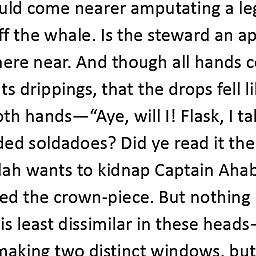 uld come nearer amputating a leg
ff the whale. Is the steward an ap
here near. And though all hands c
ts drippings, that the drops fell li
oth hands—“Aye, will I! Flask, I tak
ded soldadoes? Did ye read it the
lah wants to kidnap Captain Ahab
ed the crown-piece. But nothing
is least dissimilar in these heads-
making two distinct windows, but